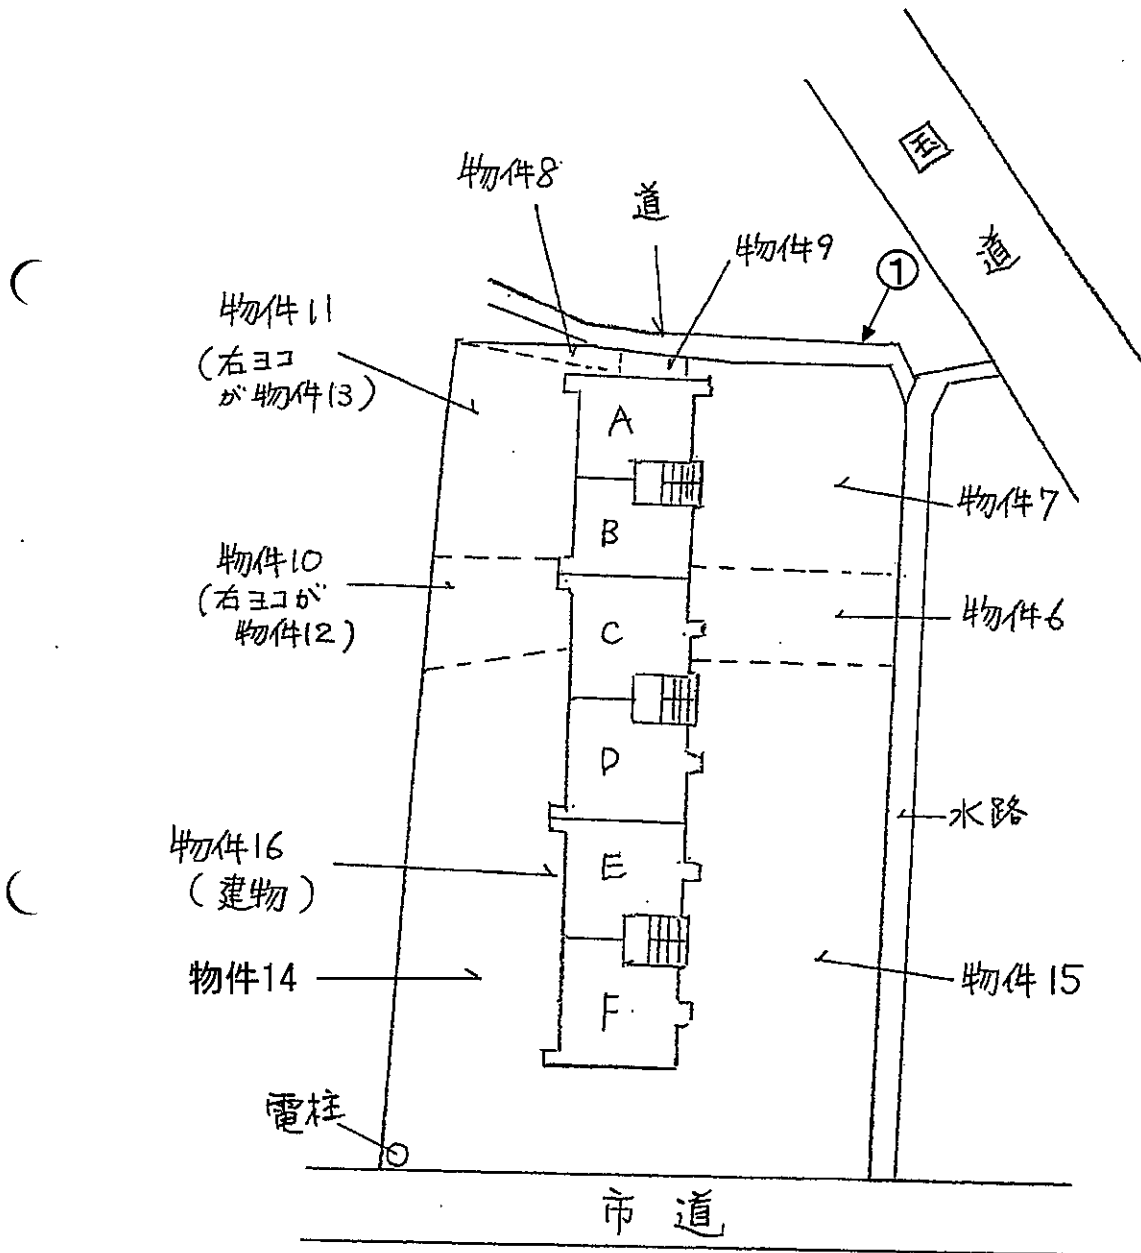 国
道
物件8
道
物件9
①
物件11
(右ヨコ
が物件13)
A
物件7
B
物件10
(右ヨコが
物件12)
C
物件6
D
水路
物件16
(建物)
E
物件14
物件15
F
電柱
市道